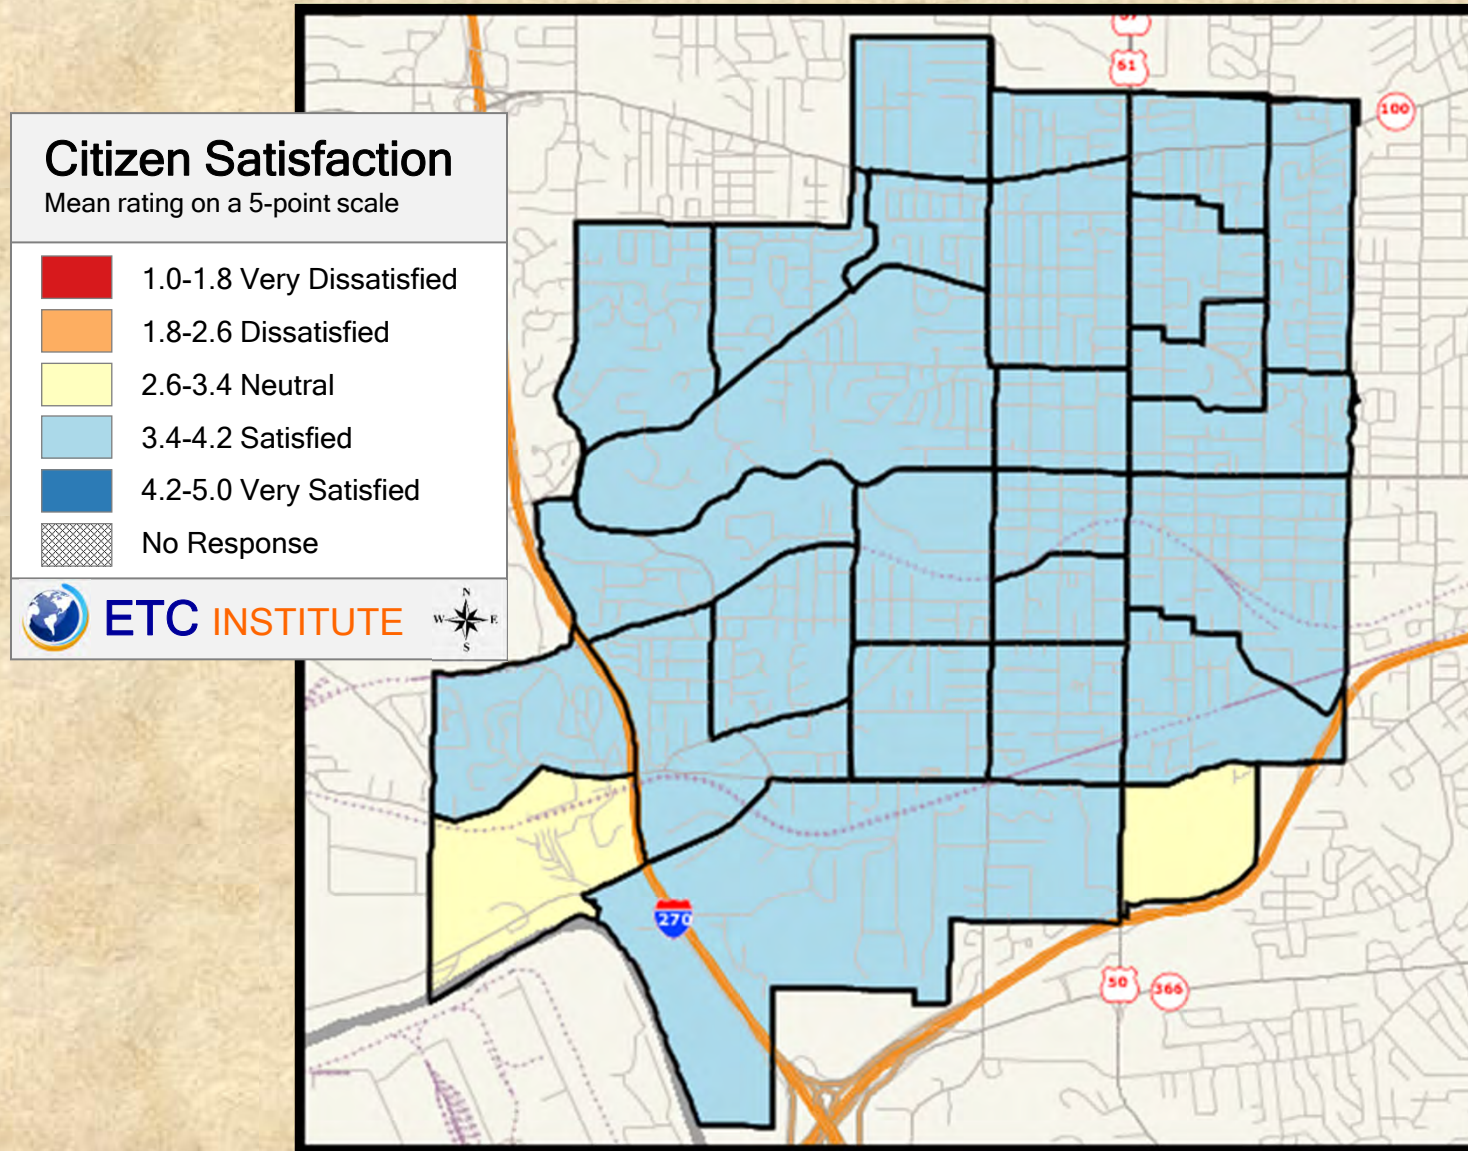 61
100
Citizen Satisfaction
Mean rating on a 5-point scale
1.0-1.8 Very Dissatisfied
1.8-2.6 Dissatisfied
2.6-3.4 Neutral
3.4-4.2 Satisfied
4.2-5.0 Very Satisfied
No Response
ETC INSTITUTE
N
W E
S
270
50
366